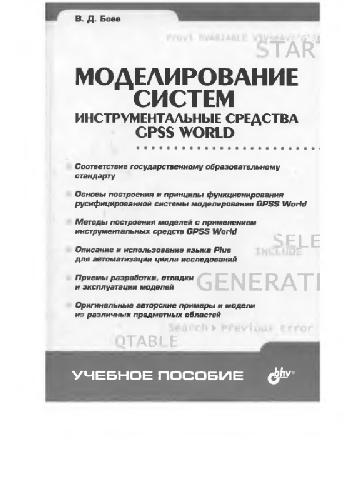 В. Д. Боев
START
МОДЕЛИРОВАНИЕ
СИСТЕМ
ИНСТРУМЕНТАЛЬНЫЕ СРЕДСТВА
GPSS WORLD
Соответствие государственному образовательному
стандарту
Основы построения и принципы функционирования
русифицированной системы моделирования GPSS World
Методы построения моделей с применением
инструментальных средств GPSS World
SELE
Описание и использование языка Plus
INCLUDE
для автоматизации цикла исследований
Приемы разработки, отладки
и эксплуатации моделей
GENERATI
Оригинальные авторские примеры и модели
из различных предметных областей
Search > Previous Error
QTABLE
УЧЕБНОЕ ПОСОБИЕ
bhv